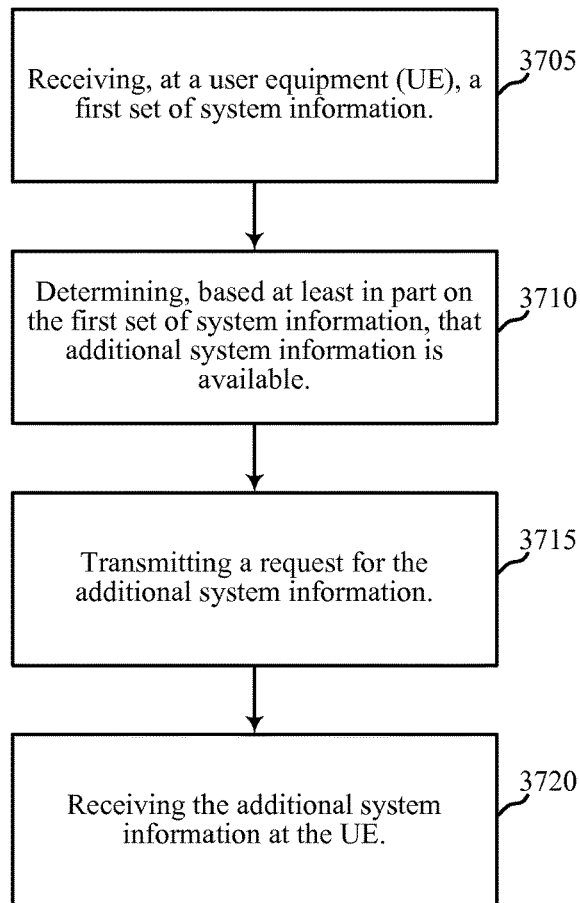 Receiving, at a user equipment (UE), a
first set of system information.
3705
Determining, based at least in part on
the first set of system information, that
additional system information is
available.
3710
Transmitting a request for the
additional system information.
3715
Receiving the additional system
information at the UE.
3720